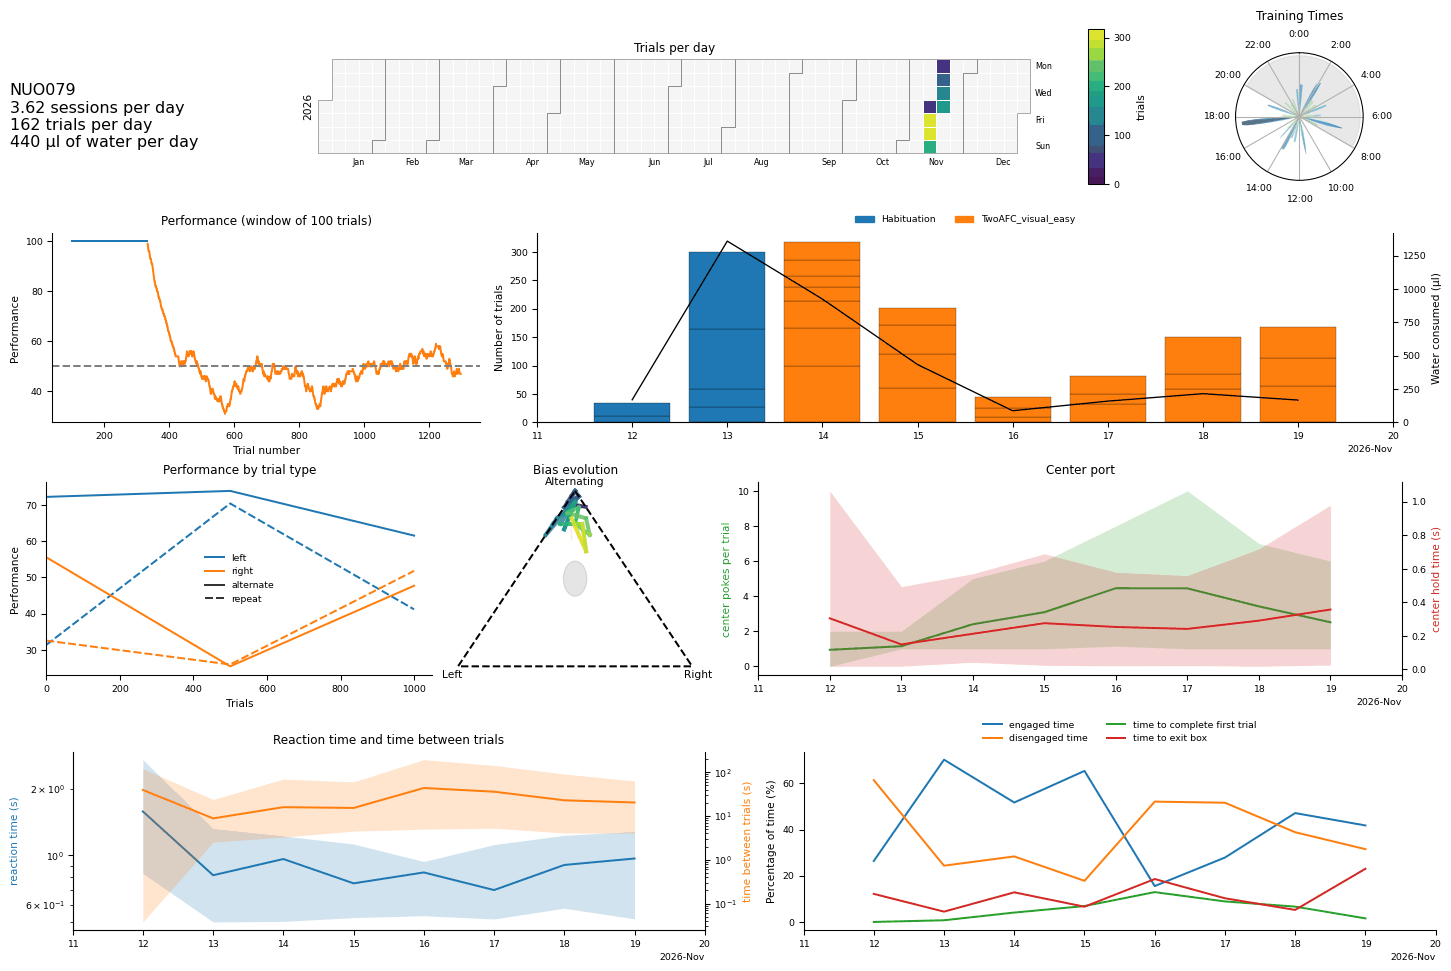 NUO079
3.62 sessions per day
162 trials per day
440 µl of water per day
Trials per day
2026
Mon
Wed
Fri
Sun
Jan Feb Mar Apr May Jun Jul Aug Sep Oct Nov Dec
300
200
100
0
trials
Training Times
0:00
2:00
4:00
6:00
8:00
10:00
12:00
14:00
16:00
18:00
20:00
22:00
Performance (window of 100 trials)
Performance
100
80
60
40
200 400 600 800 1000 1200
Trial number
Habituation TwoAFC_visual_easy
Number of trials
300
250
200
150
100
50
0
11 12 13 14 15 16 17 18 19 20
2026-Nov
1250
1000
750
500
250
0
Water consumed (µl)
Performance by trial type
Performance
70
60
50
40
30
left
right
alternate
repeat
0 200 400 600 800 1000
Trials
Bias evolution
Alternating
Left Right
Center port
center pokes per trial
10
8
6
4
2
0
11 12 13 14 15 16 17 18 19 20
2026-Nov
1.0
0.8
0.6
0.4
0.2
0.0
center hold time (s)
Reaction time and time between trials
reaction time (s)
2 × 10⁰
10⁰
6 × 10⁻¹
11 12 13 14 15 16 17 18 19 20
2026-Nov
10²
10¹
10⁰
10⁻¹
time between trials (s)
engaged time time to complete first trial
disengaged time time to exit box
Percentage of time (%)
60
40
20
0
11 12 13 14 15 16 17 18 19 20
2026-Nov